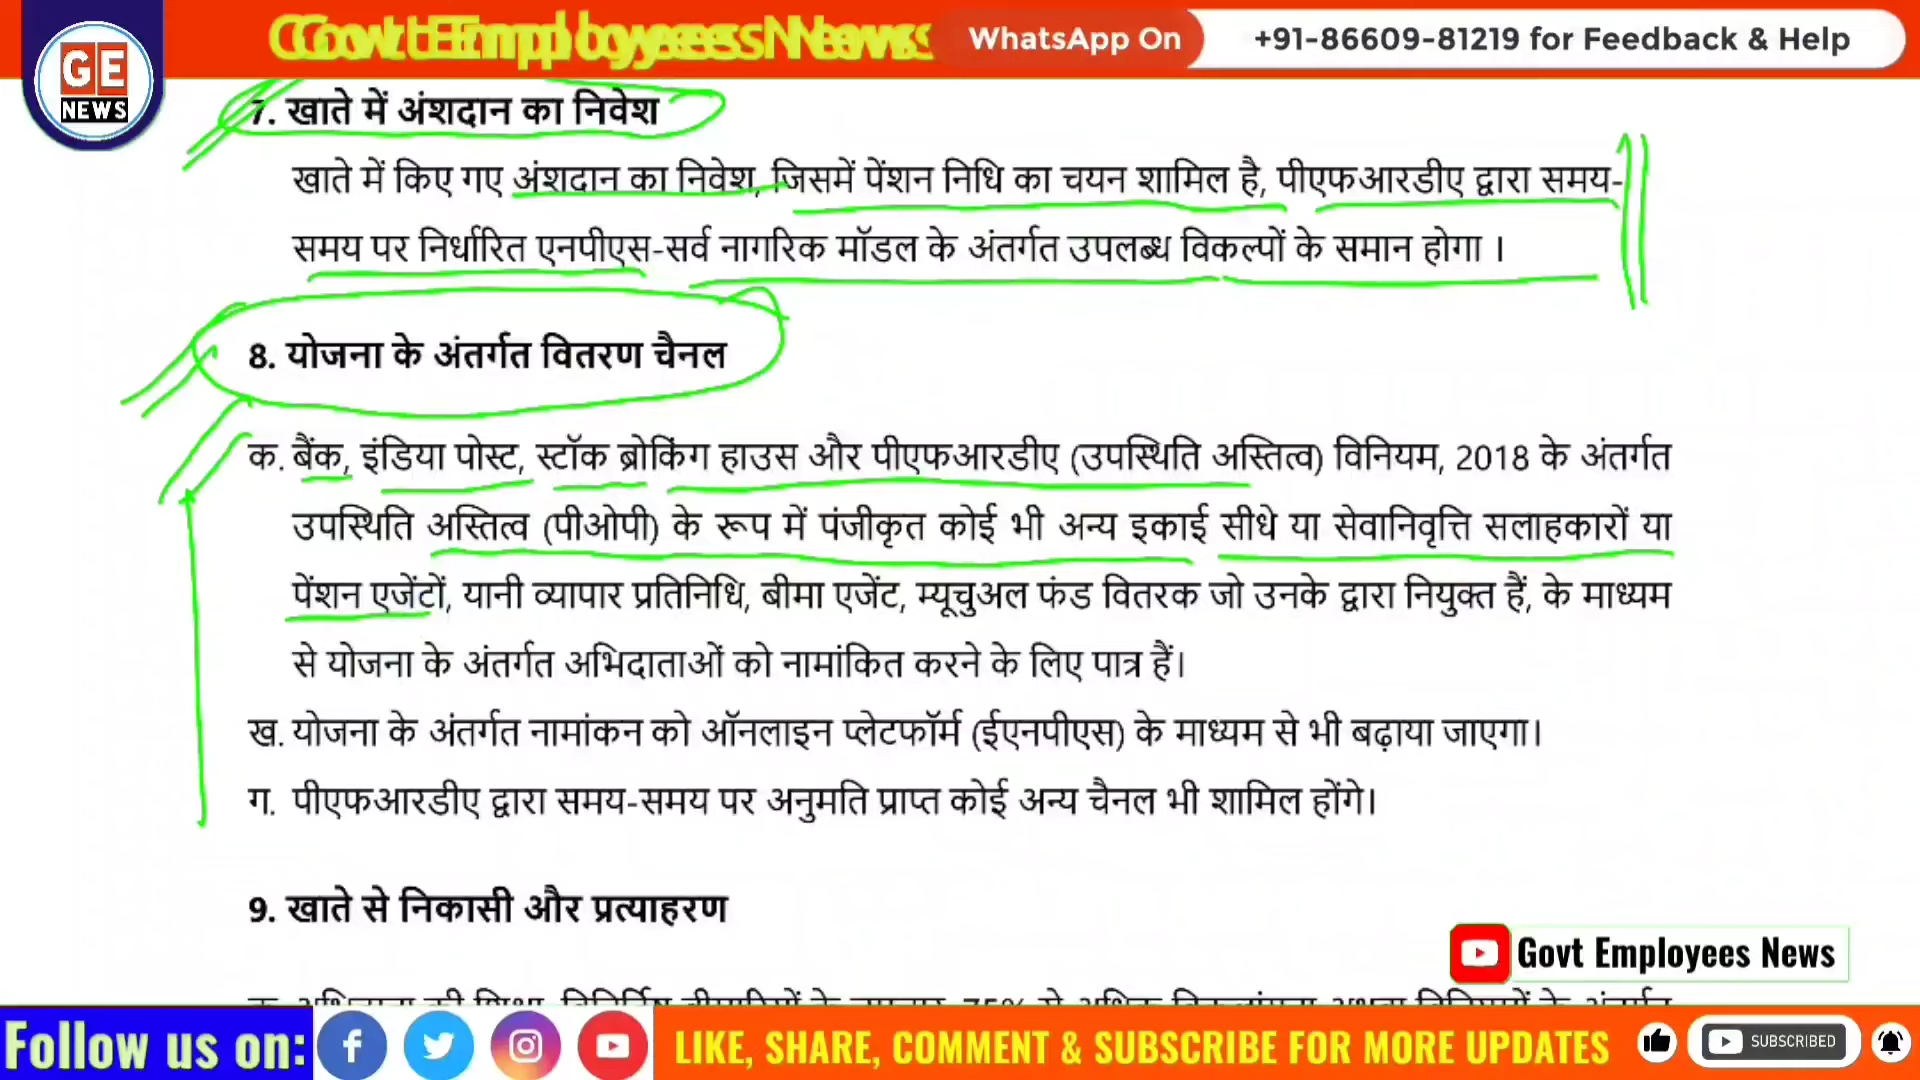 Govt Employees News
WhatsApp On
+91-86609-81219 for Feedback & Help
GE
NEWS
7. खाते में अंशदान का निवेश
खाते में किए गए अंशदान का निवेश, जिसमें पेंशन निधि का चयन शामिल है, पीएफआरडीए द्वारा समय-
समय पर निर्धारित एनपीएस-सर्व नागरिक मॉडल के अंतर्गत उपलब्ध विकल्पों के समान होगा ।
8. योजना के अंतर्गत वितरण चैनल
क. बैंक, इंडिया पोस्ट, स्टॉक ब्रोकिंग हाउस और पीएफआरडीए (उपस्थिति अस्तित्व) विनियम, 2018 के अंतर्गत
उपस्थिति अस्तित्व (पीओपी) के रूप में पंजीकृत कोई भी अन्य इकाई सीधे या सेवानिवृत्ति सलाहकारों या
पेंशन एजेंटों, यानी व्यापार प्रतिनिधि, बीमा एजेंट, म्यूचुअल फंड वितरक जो उनके द्वारा नियुक्त हैं, के माध्यम
से योजना के अंतर्गत अभिदाताओं को नामांकित करने के लिए पात्र हैं।
ख. योजना के अंतर्गत नामांकन को ऑनलाइन प्लेटफॉर्म (ईएनपीएस) के माध्यम से भी बढ़ाया जाएगा।
ग. पीएफआरडीए द्वारा समय-समय पर अनुमति प्राप्त कोई अन्य चैनल भी शामिल होंगे।
9. खाते से निकासी और प्रत्याहरण
Govt Employees News
Follow us on:
LIKE, SHARE, COMMENT & SUBSCRIBE FOR MORE UPDATES
SUBSCRIBED